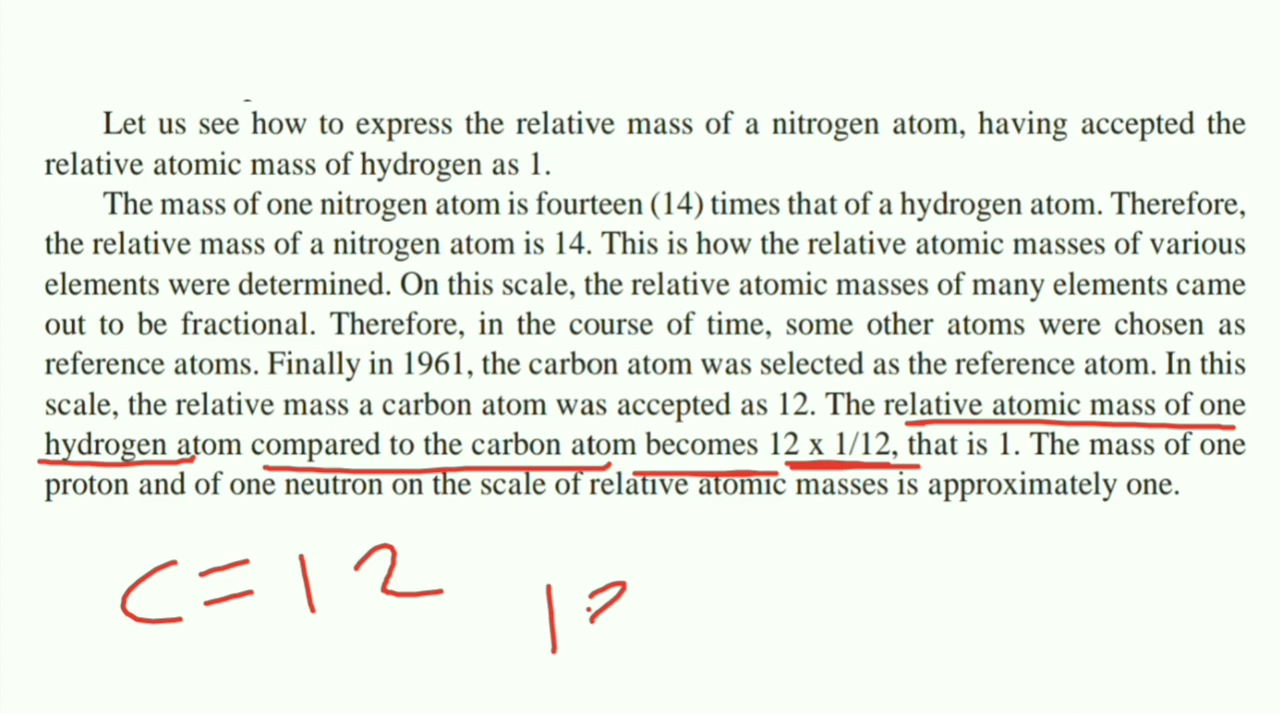 Let us see how to express the relative mass of a nitrogen atom, having accepted the
relative atomic mass of hydrogen as 1.
The mass of one nitrogen atom is fourteen (14) times that of a hydrogen atom. Therefore,
the relative mass of a nitrogen atom is 14. This is how the relative atomic masses of various
elements were determined. On this scale, the relative atomic masses of many elements came
out to be fractional. Therefore, in the course of time, some other atoms were chosen as
reference atoms. Finally in 1961, the carbon atom was selected as the reference atom. In this
scale, the relative mass a carbon atom was accepted as 12. The relative atomic mass of one
hydrogen atom compared to the carbon atom becomes 12 x 1/12, that is 1. The mass of one
proton and of one neutron on the scale of relative atomic masses is approximately one.
C = 12 1